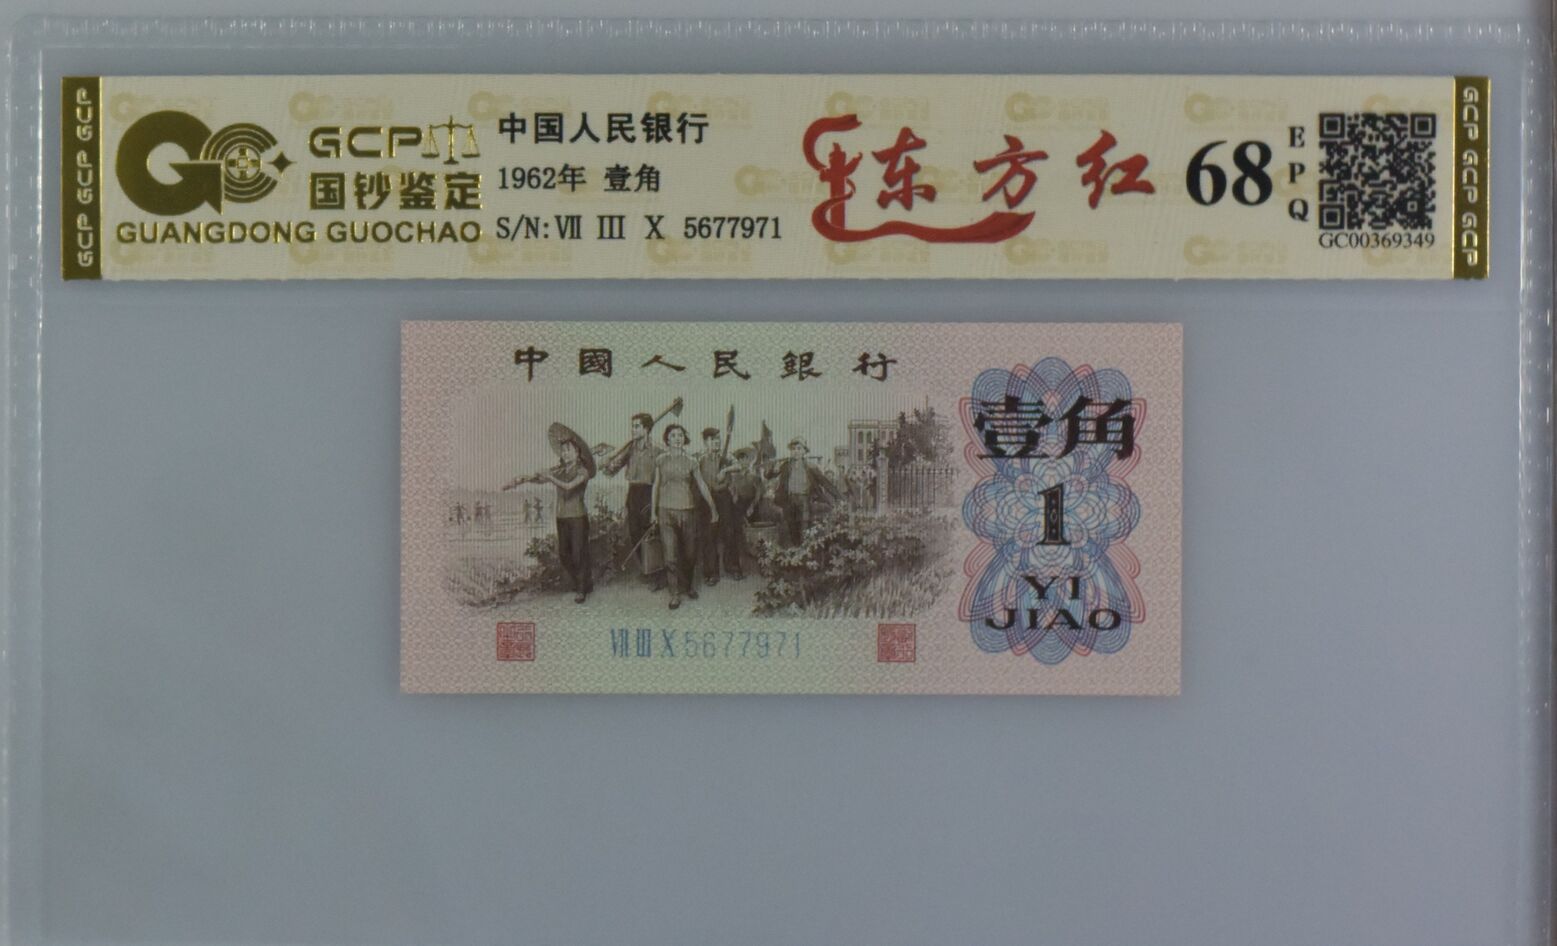 GCP GCP GCP
GCP
国钞鉴定
GUANGDONG GUOCHAO
中国人民银行
1962年 壹角
S/N: Ⅶ Ⅲ X 5677971
东方红
68
EPQ
GC00369349
GCP GCP GCP
中國人民銀行
壹角
1
YI
JIAO
Ⅶ Ⅲ X 5677971